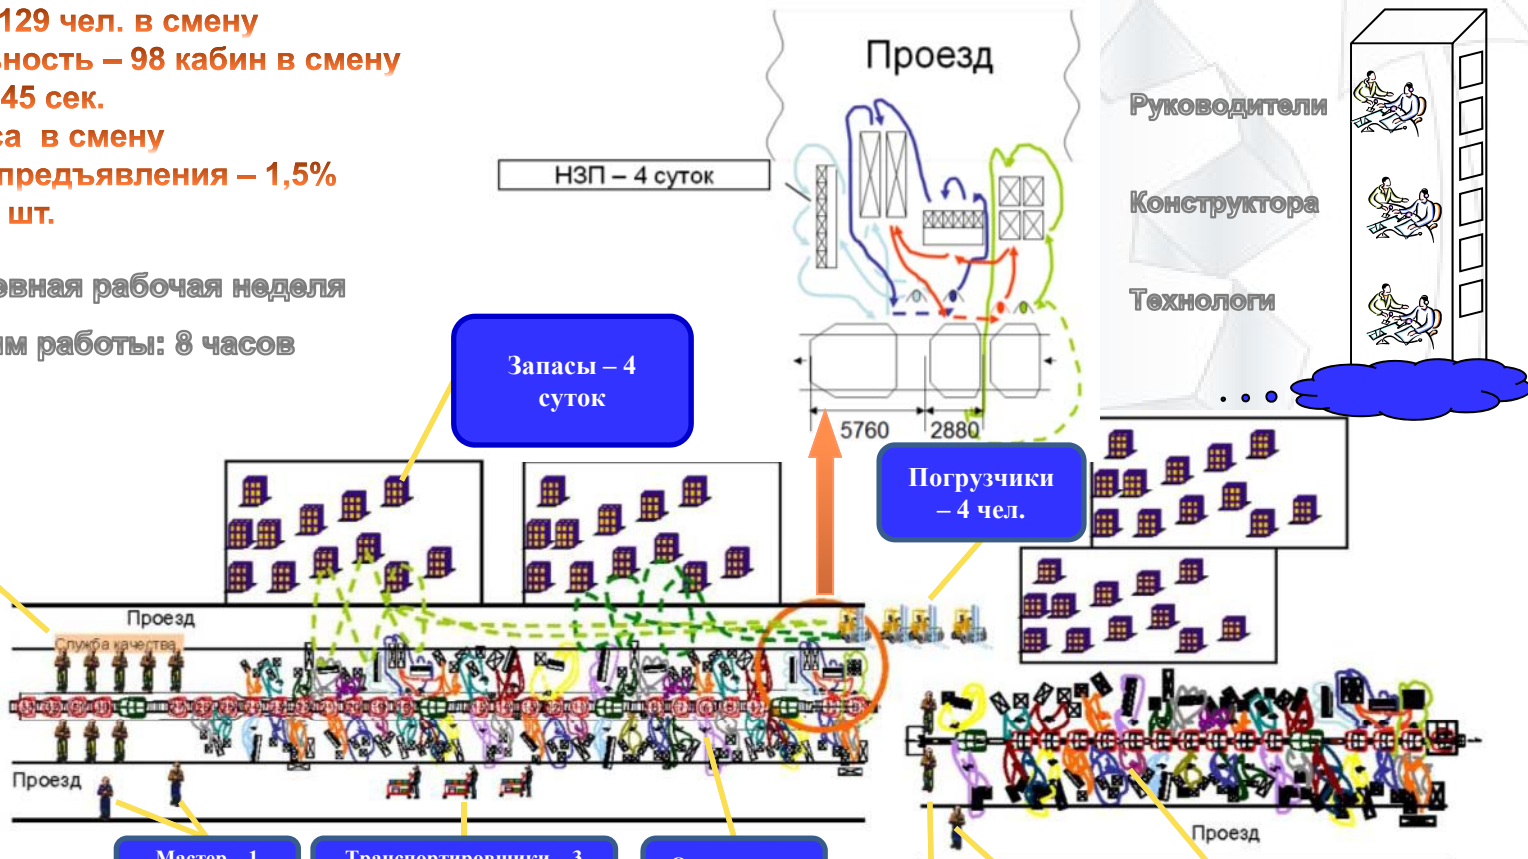 129 чел. в смену
ьность – 98 кабин в смену
45 сек.
са в смену
предъявления – 1,5%
шт.
евная рабочая неделя
им работы: 8 часов
Проезд
НЗП – 4 суток
5760
2880
Руководители
Конструктора
Технологи
Запасы – 4
суток
Погрузчики
– 4 чел.
Проезд
Служба качества
Проезд
Проезд
Мастер – 1
Транспортировщики – 3